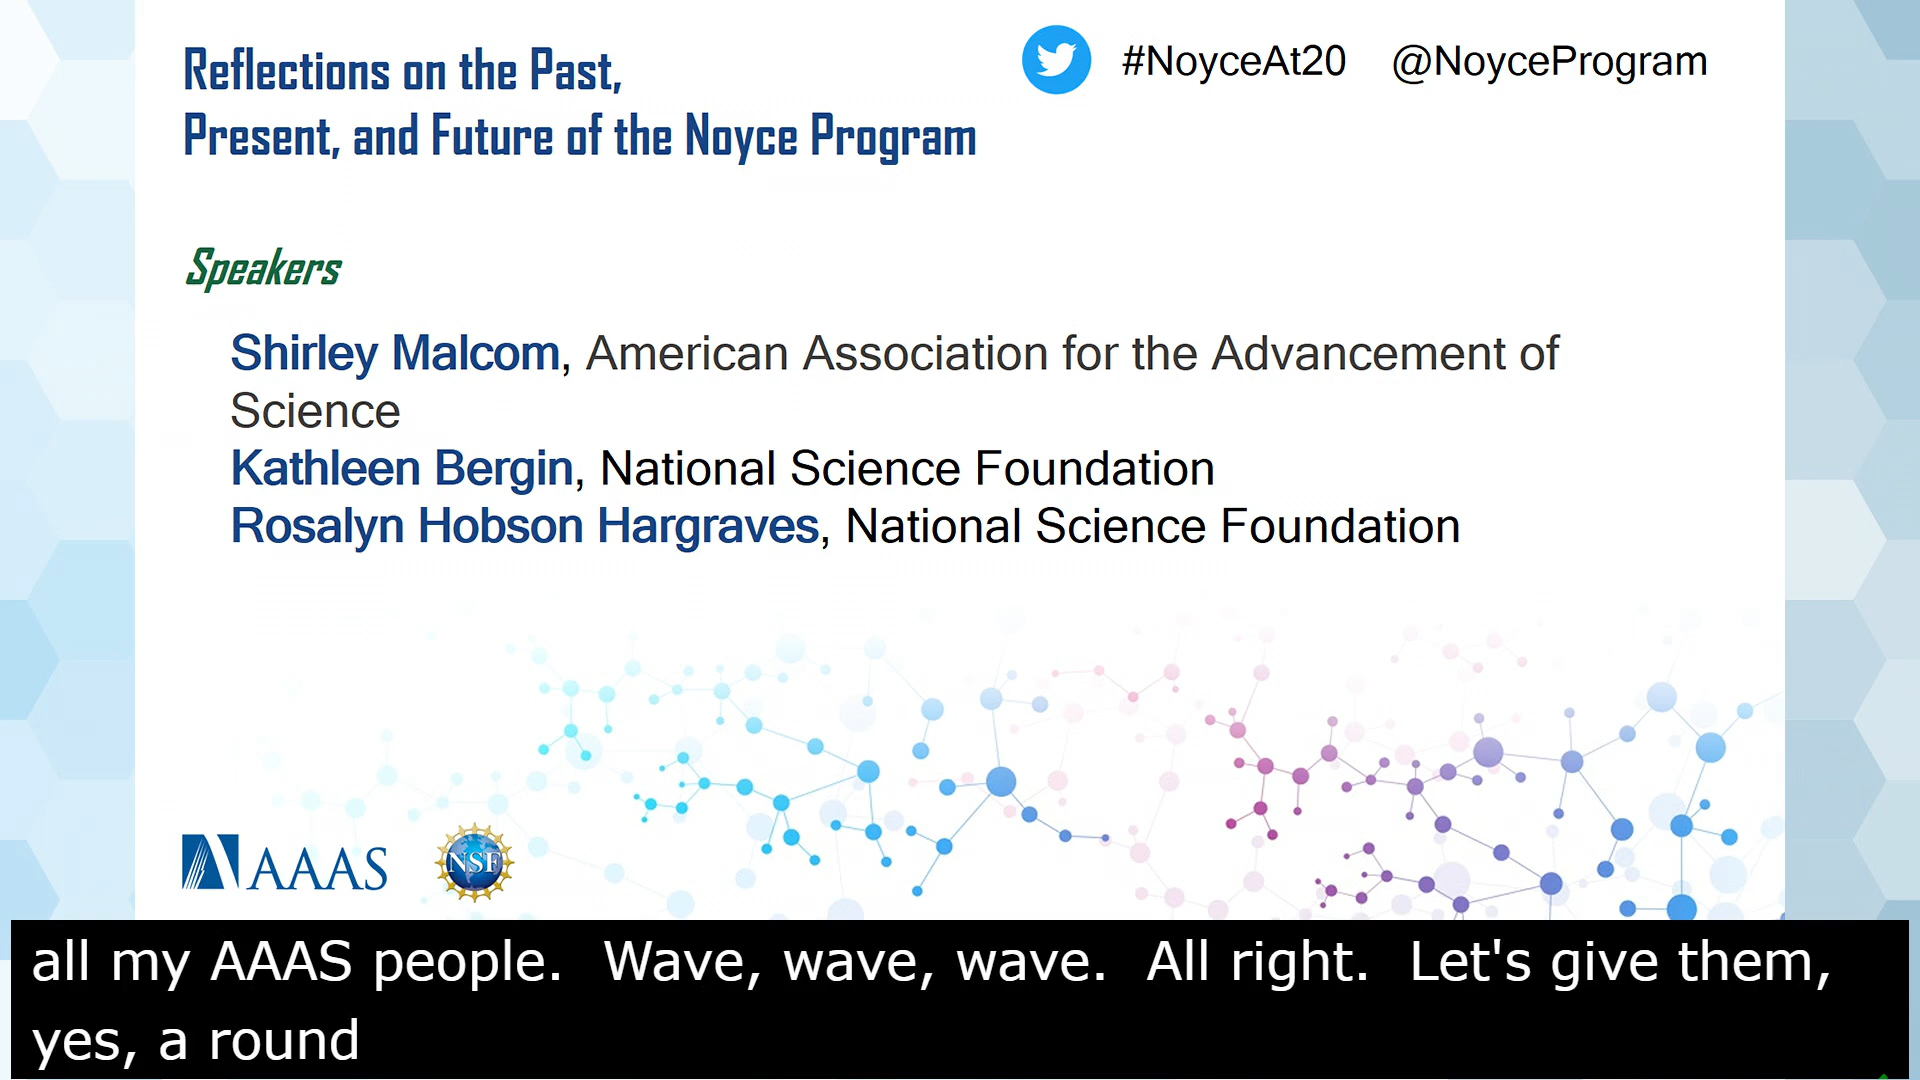 Reflections on the Past,
Present, and Future of the Noyce Program
#NoyceAt20 @NoyceProgram
Speakers
Shirley Malcom, American Association for the Advancement of
Science
Kathleen Bergin, National Science Foundation
Rosalyn Hobson Hargraves, National Science Foundation
AAAS
NSF
all my AAAS people. Wave, wave, wave. All right. Let's give them,
yes, a round